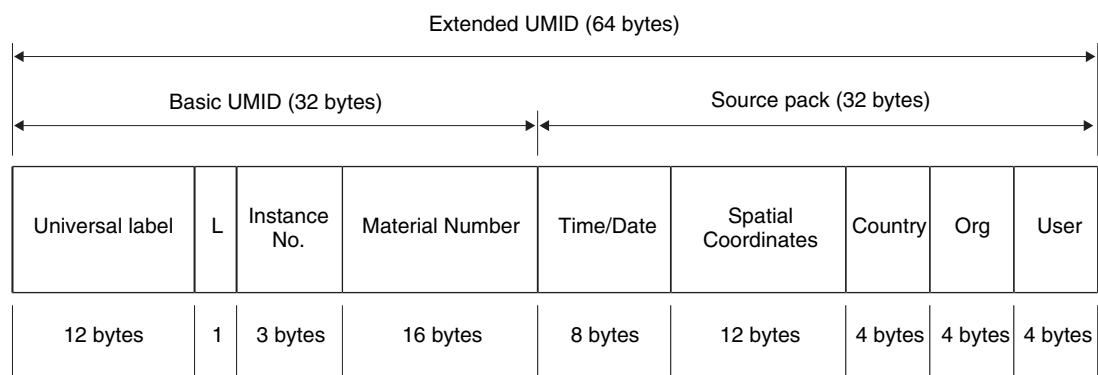 Extended UMID (64 bytes)
Basic UMID (32 bytes)
Source pack (32 bytes)
Universal label
L
Instance
No.
Material Number
Time/Date
Spatial
Coordinates
Country
Org
User
12 bytes
1
3 bytes
16 bytes
8 bytes
12 bytes
4 bytes
4 bytes
4 bytes